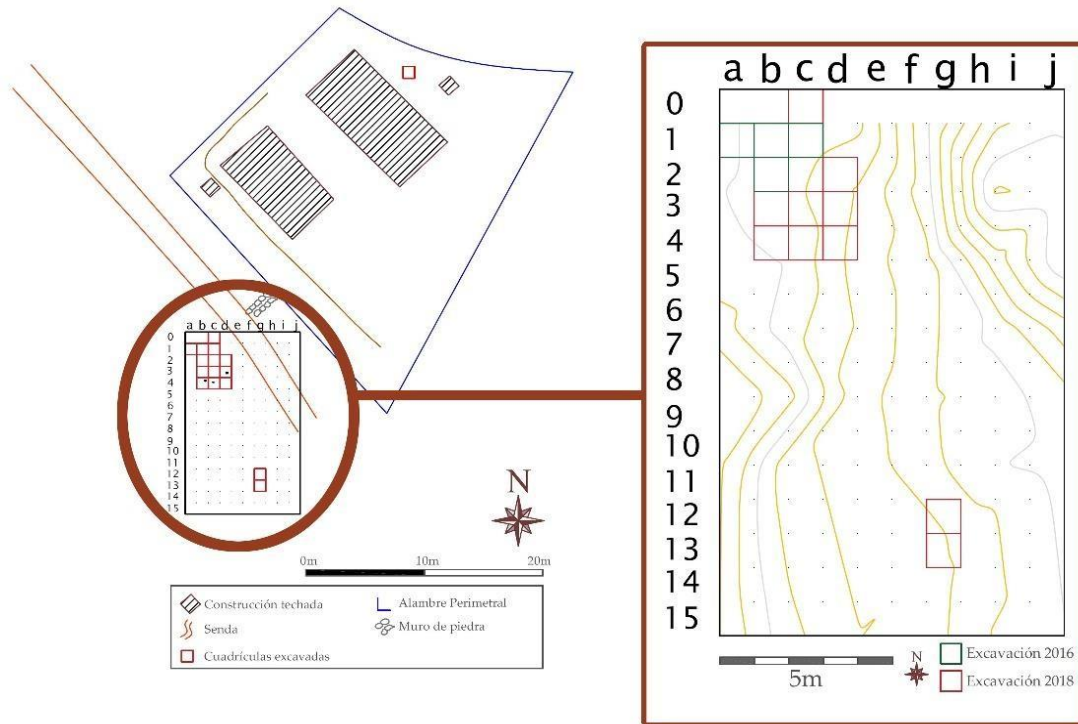 a b c d e f g h i j
0
1
2
3
4
5
6
7
8
9
10
11
12
13
14
15
N
0m 10m 20m
Construcción techada
Alambre Perimetral
Senda
Muro de piedra
Cuadrículas excavadas
a b c d e f g h i j
0
1
2
3
4
5
6
7
8
9
10
11
12
13
14
15
5m
N
Excavación 2016
Excavación 2018